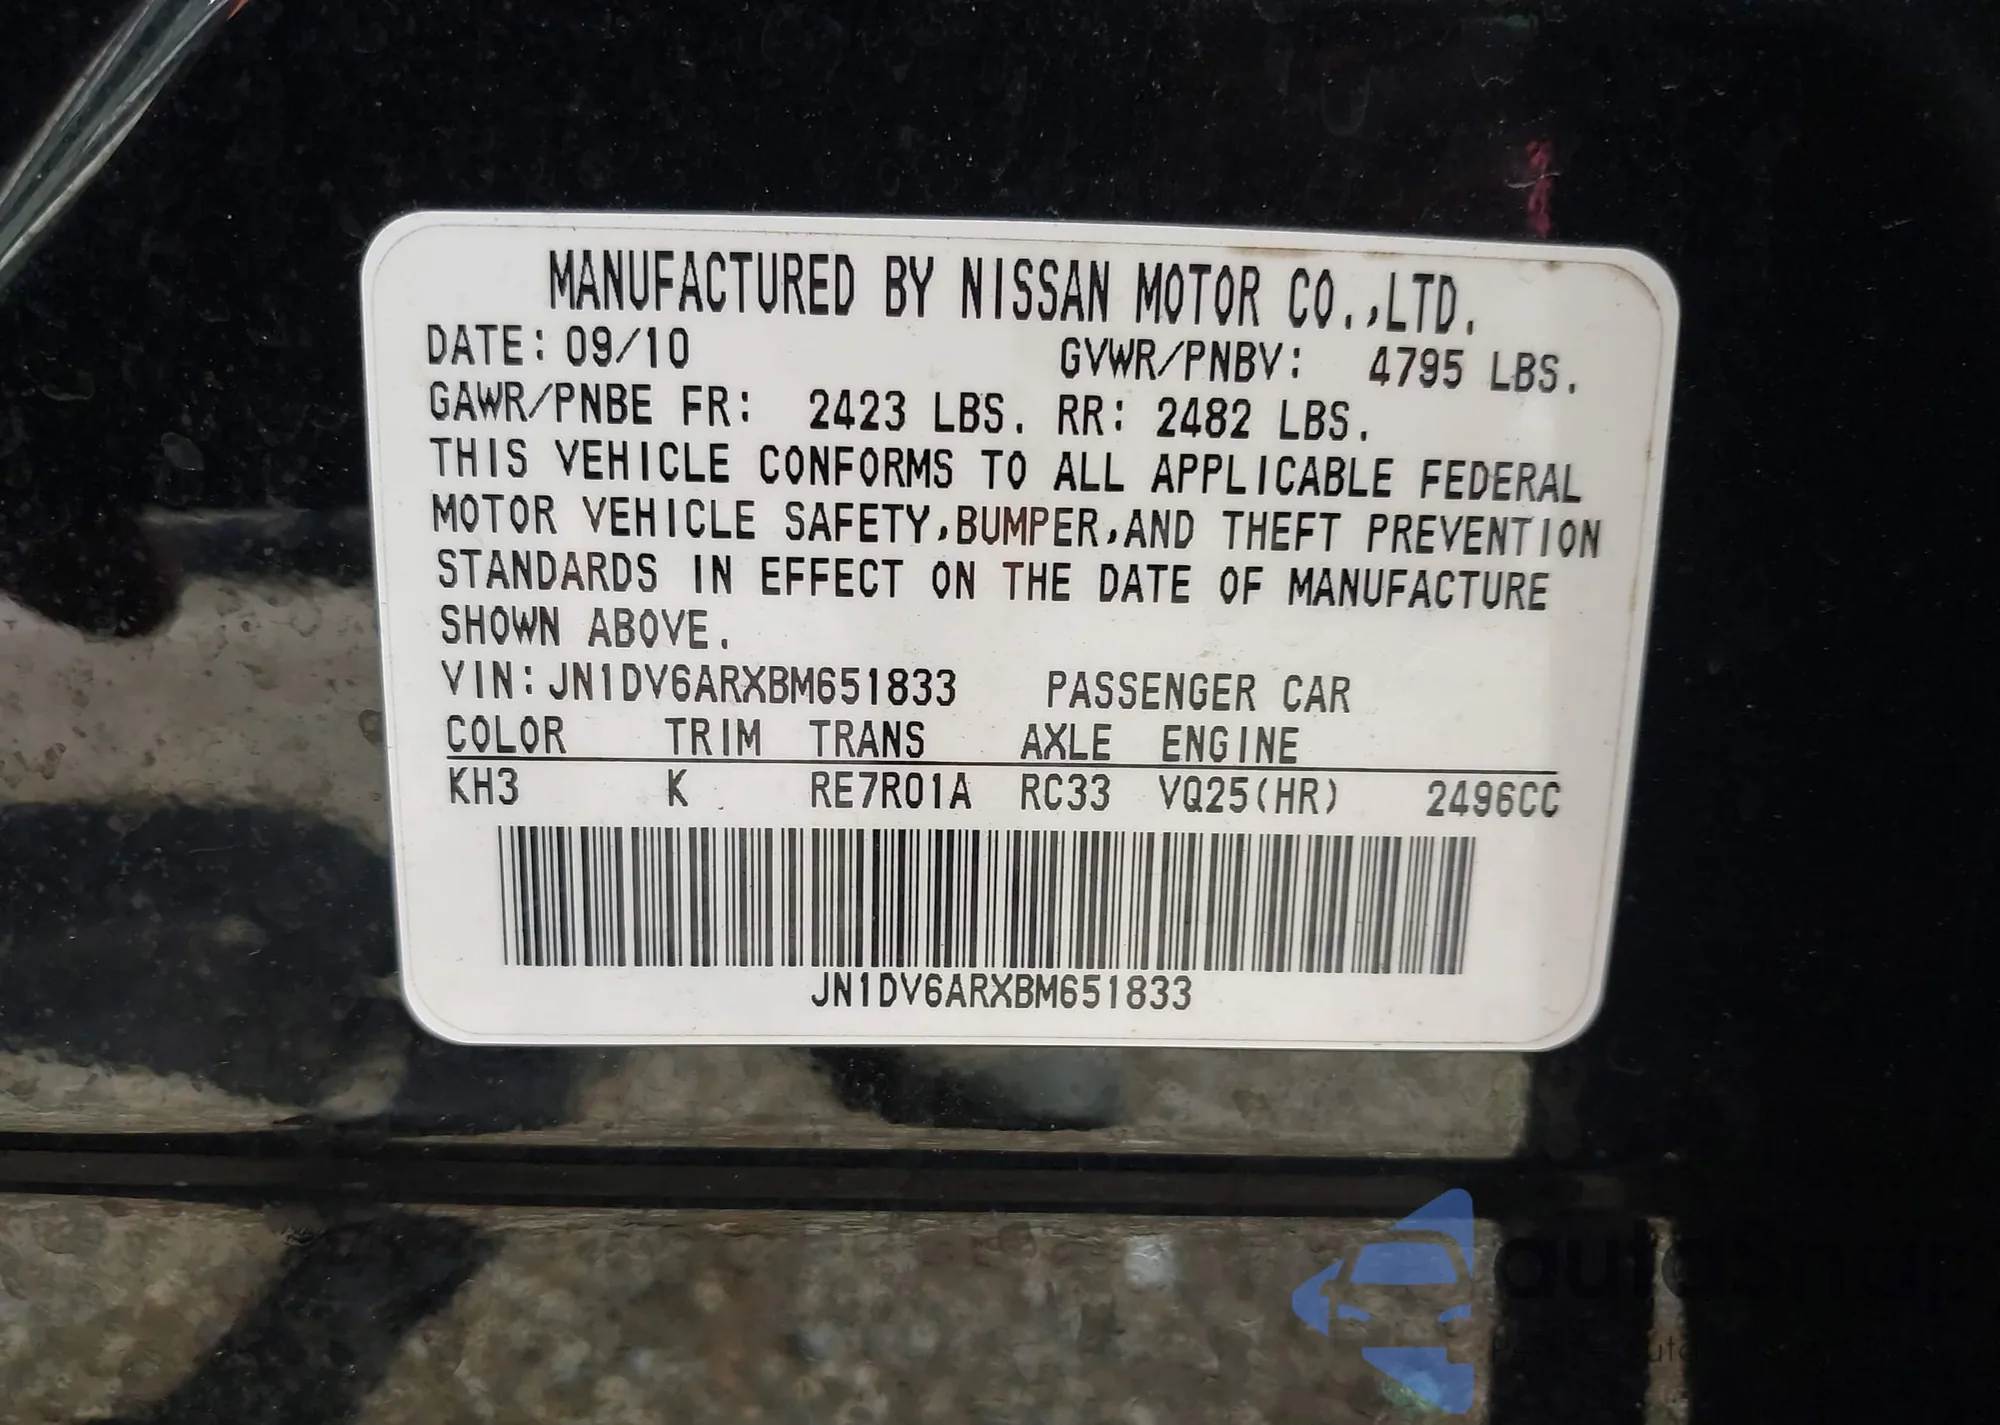 MANUFACTURED BY NISSAN MOTOR CO.,LTD.
DATE: 09/10 GVWR/PNBV: 4795 LBS.
GAWR/PNBE FR: 2423 LBS. RR: 2482 LBS.
THIS VEHICLE CONFORMS TO ALL APPLICABLE FEDERAL
MOTOR VEHICLE SAFETY,BUMPER,AND THEFT PREVENTION
STANDARDS IN EFFECT ON THE DATE OF MANUFACTURE
SHOWN ABOVE.
VIN:JN1DV6ARXBM651833 PASSENGER CAR
COLOR TRIM TRANS AXLE ENGINE
KH3 K RE7R01A RC33 VQ25(HR) 2496CC
JN1DV6ARXBM651833